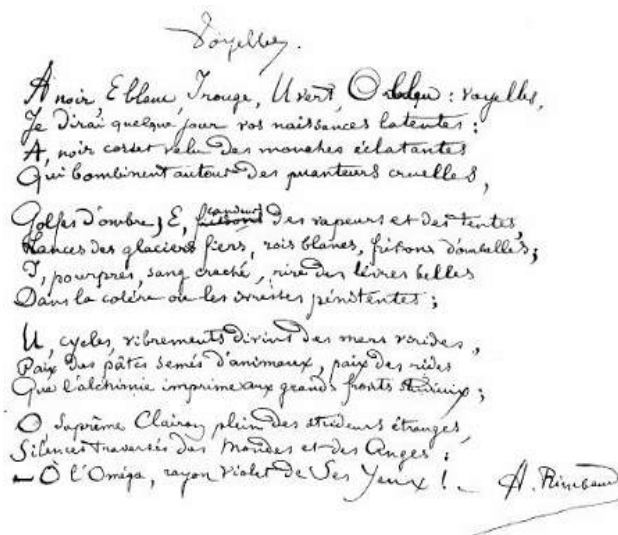 Voyelles.
A noir, E blanc, I rouge, U vert, O bleu : voyelles,
Je dirai quelque jour vos naissances latentes :
A, noir corset velu des mouches éclatantes
Qui bombinent autour des puanteurs cruelles,
Golfes d'ombre ; E, candeurs des vapeurs et des tentes,
Lances des glaciers fiers, rois blancs, frissons d'ombelles ;
I, pourpres, sang craché, rire des lèvres belles
Dans la colère ou les ivresses pénitentes ;
U, cycles, vibrements divins des mers virides,
Paix des pâtis semés d'animaux, paix des rides
Que l'alchimie imprime aux grands fronts studieux ;
O, Suprême Clairon plein des strideurs étranges,
Silences traversés des Mondes et des Anges :
— O l'Oméga, rayon violet de Ses Yeux ! —
A. Rimbaud